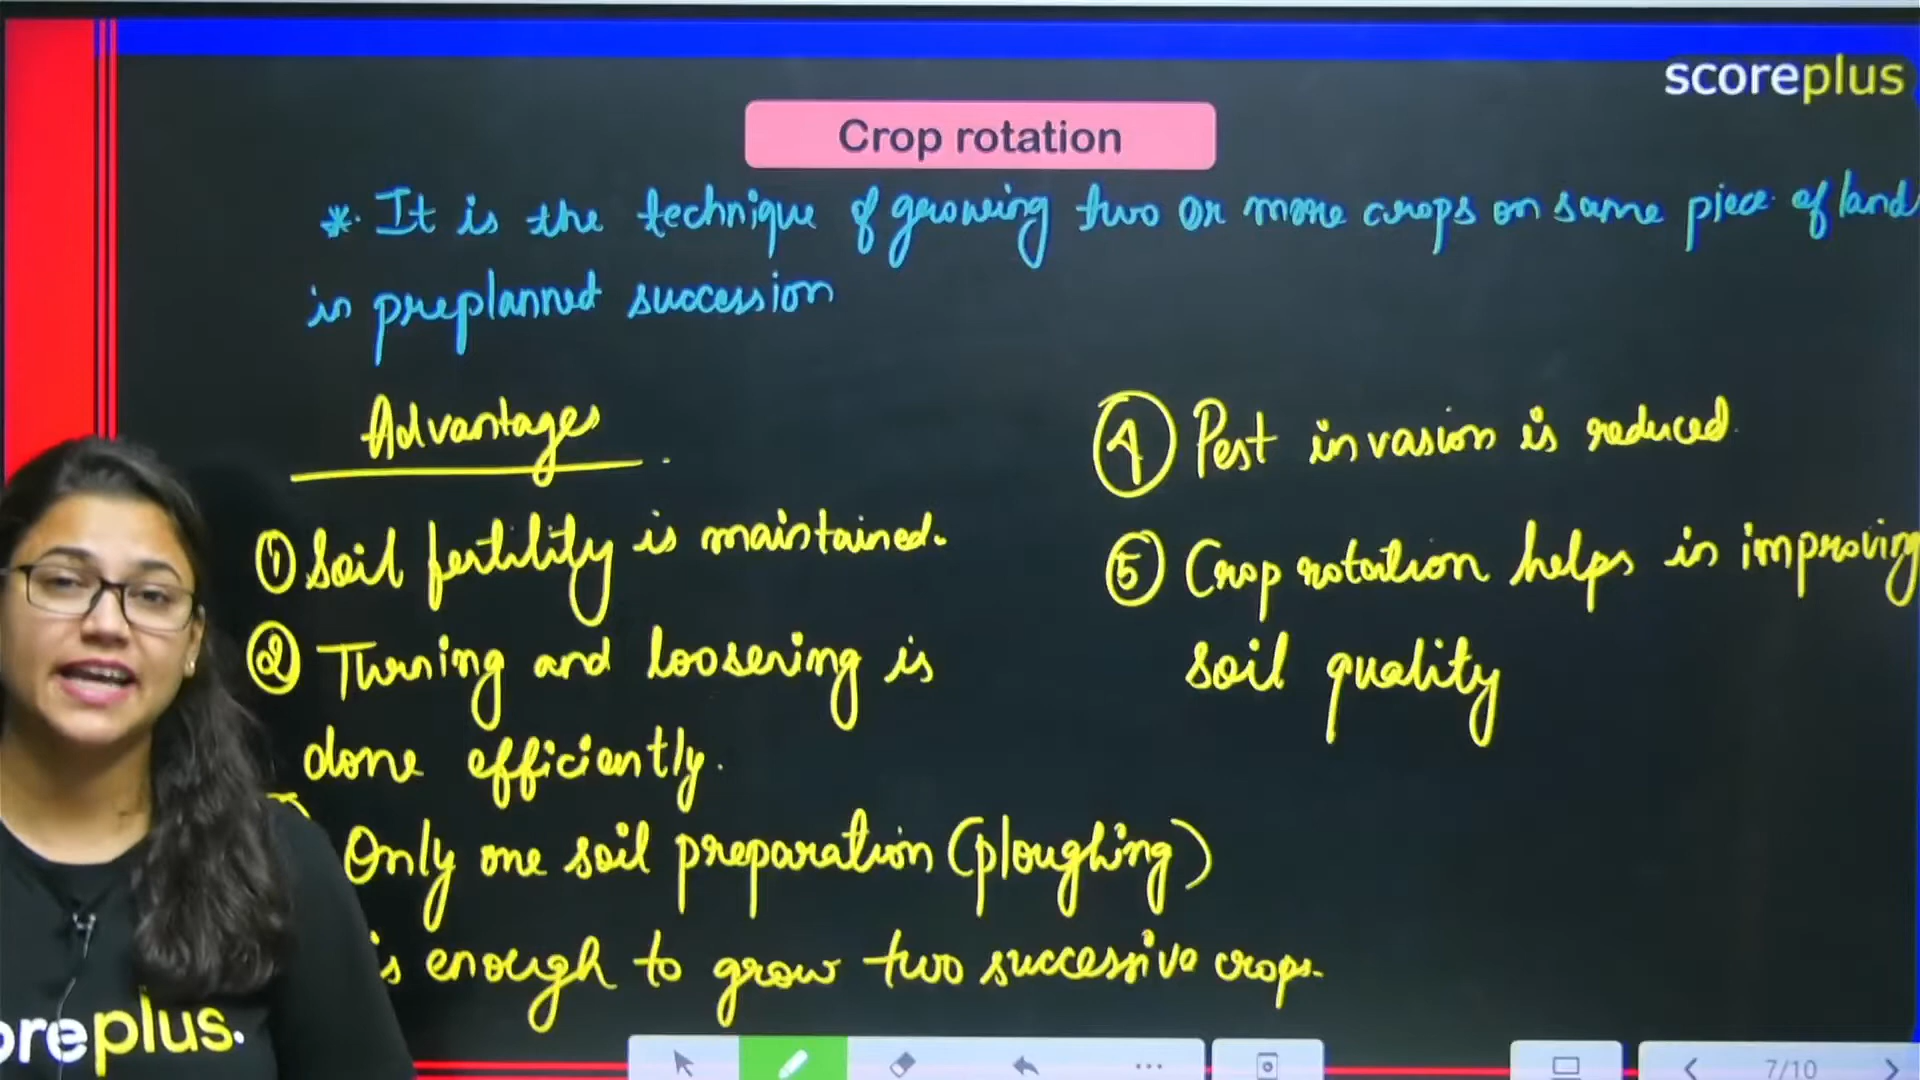 scoreplus
Crop rotation
*. It is the technique of growing two or more crops on same piece of land
in preplanned succession
Advantages
① Soil fertility is maintained.
② Turning and loosering is
done efficiently.
Only one soil preparation (ploughing)
is enough to grow two successive crops.
④ Pest invasion is reduced.
⑤ Crop rotation helps in improving
soil quality
oreplus.
7/10